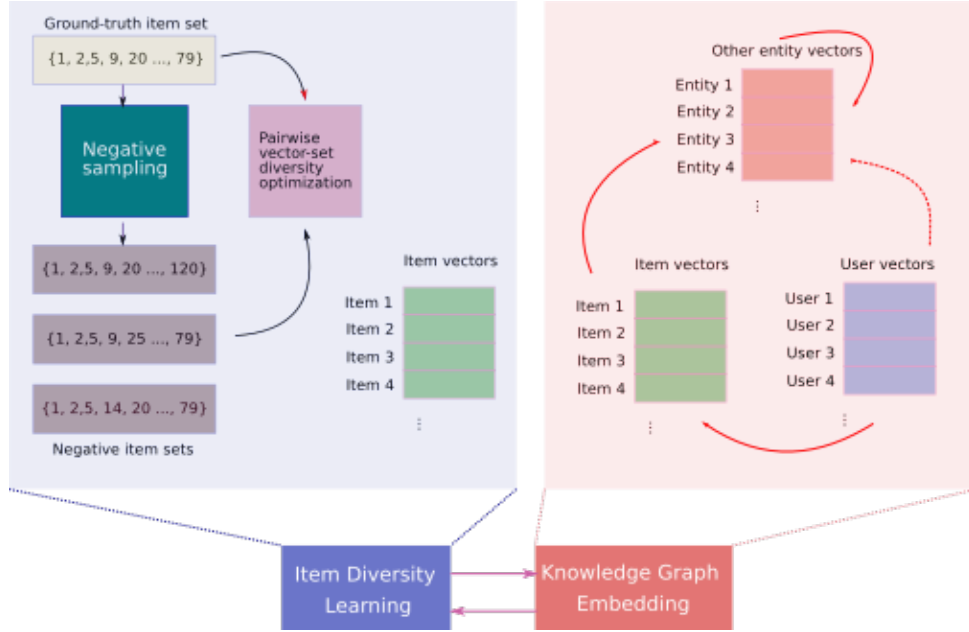 Ground-truth item set
{1, 2,5, 9, 20 ..., 79}
Negative
sampling
Pairwise
vector-set
diversity
optimization
{1, 2,5, 9, 20 ..., 120}
{1, 2,5, 9, 25 ..., 79}
{1, 2,5, 14, 20 ..., 79}
Negative item sets
Item vectors
Item 1
Item 2
Item 3
Item 4
⋮
Other entity vectors
Entity 1
Entity 2
Entity 3
Entity 4
⋮
Item vectors
Item 1
Item 2
Item 3
Item 4
⋮
User vectors
User 1
User 2
User 3
User 4
⋮
Item Diversity
Learning
Knowledge Graph
Embedding